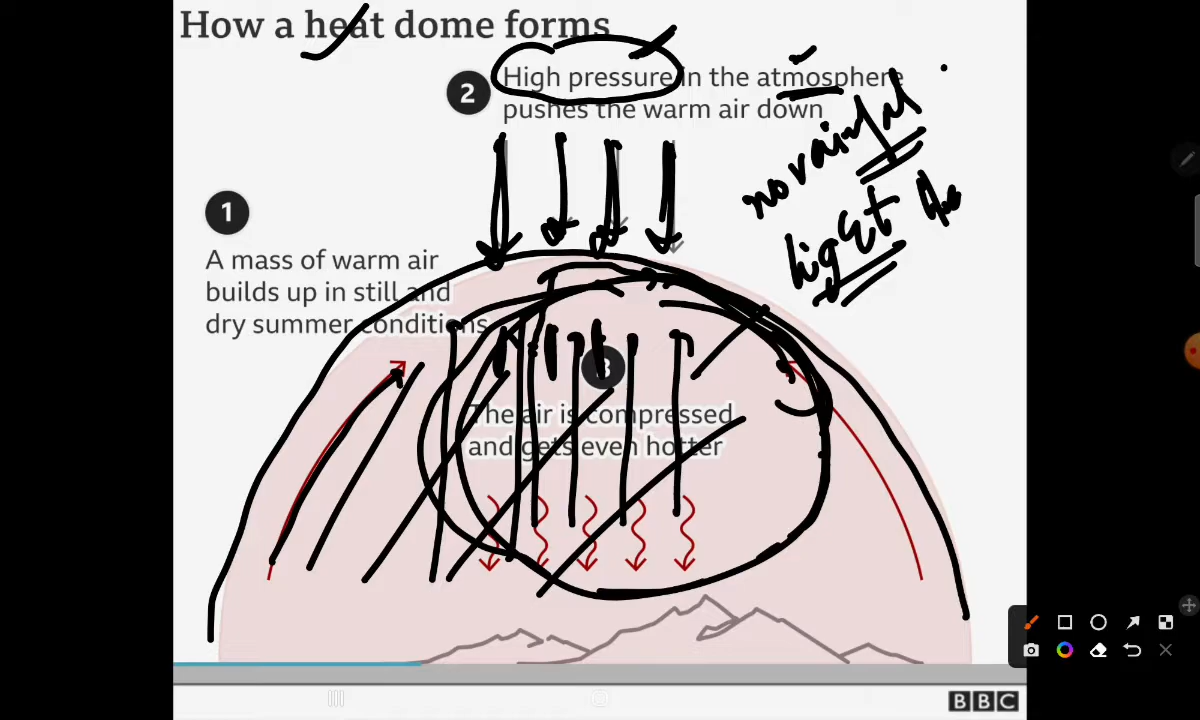 How a heat dome forms
2
High pressure in the atmosphere
pushes the warm air down
no rainfal
1
A mass of warm air
builds up in still and
dry summer conditions
3
The air is compressed
and gets even hotter
BBC